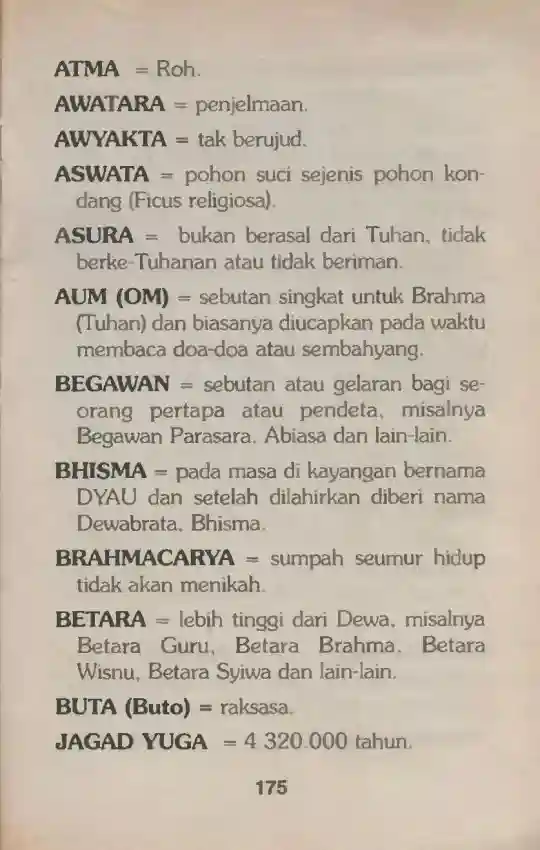 ATMA = Roh.
AWATARA = penjelmaan.
AWYAKTA = tak berujud.
ASWATA = pohon suci sejenis pohon kon-
dang (Ficus religiosa).
ASURA = bukan berasal dari Tuhan, tidak
berke-Tuhanan atau tidak beriman.
AUM (OM) = sebutan singkat untuk Brahma
(Tuhan) dan biasanya diucapkan pada waktu
membaca doa-doa atau sembahyang.
BEGAWAN = sebutan atau gelaran bagi se-
orang pertapa atau pendeta, misalnya
Begawan Parasara, Abiasa dan lain-lain.
BHISMA = pada masa di kayangan bernama
DYAU dan setelah dilahirkan diberi nama
Dewabrata, Bhisma.
BRAHMACARYA = sumpah seumur hidup
tidak akan menikah.
BETARA = lebih tinggi dari Dewa, misalnya
Betara Guru, Betara Brahma, Betara
Wisnu, Betara Syiwa dan lain-lain.
BUTA (Buto) = raksasa.
JAGAD YUGA = 4 320.000 tahun.
175